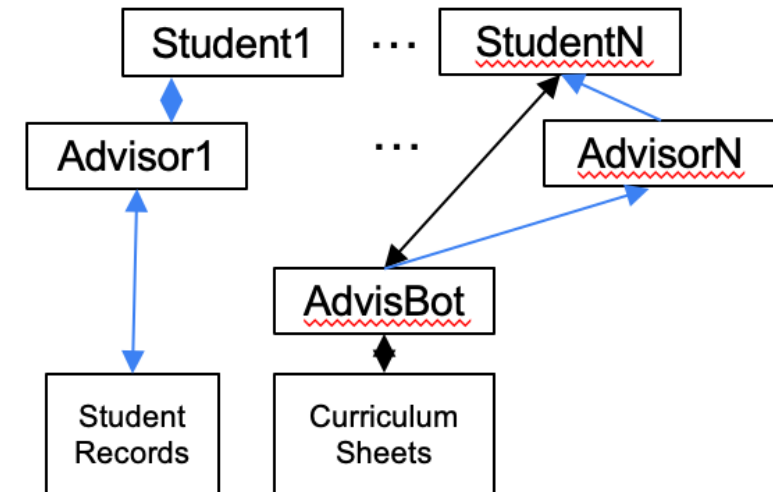 Student1 ... StudentN
Advisor1 ... AdvisorN
AdvisBot
Student
Records
Curriculum
Sheets